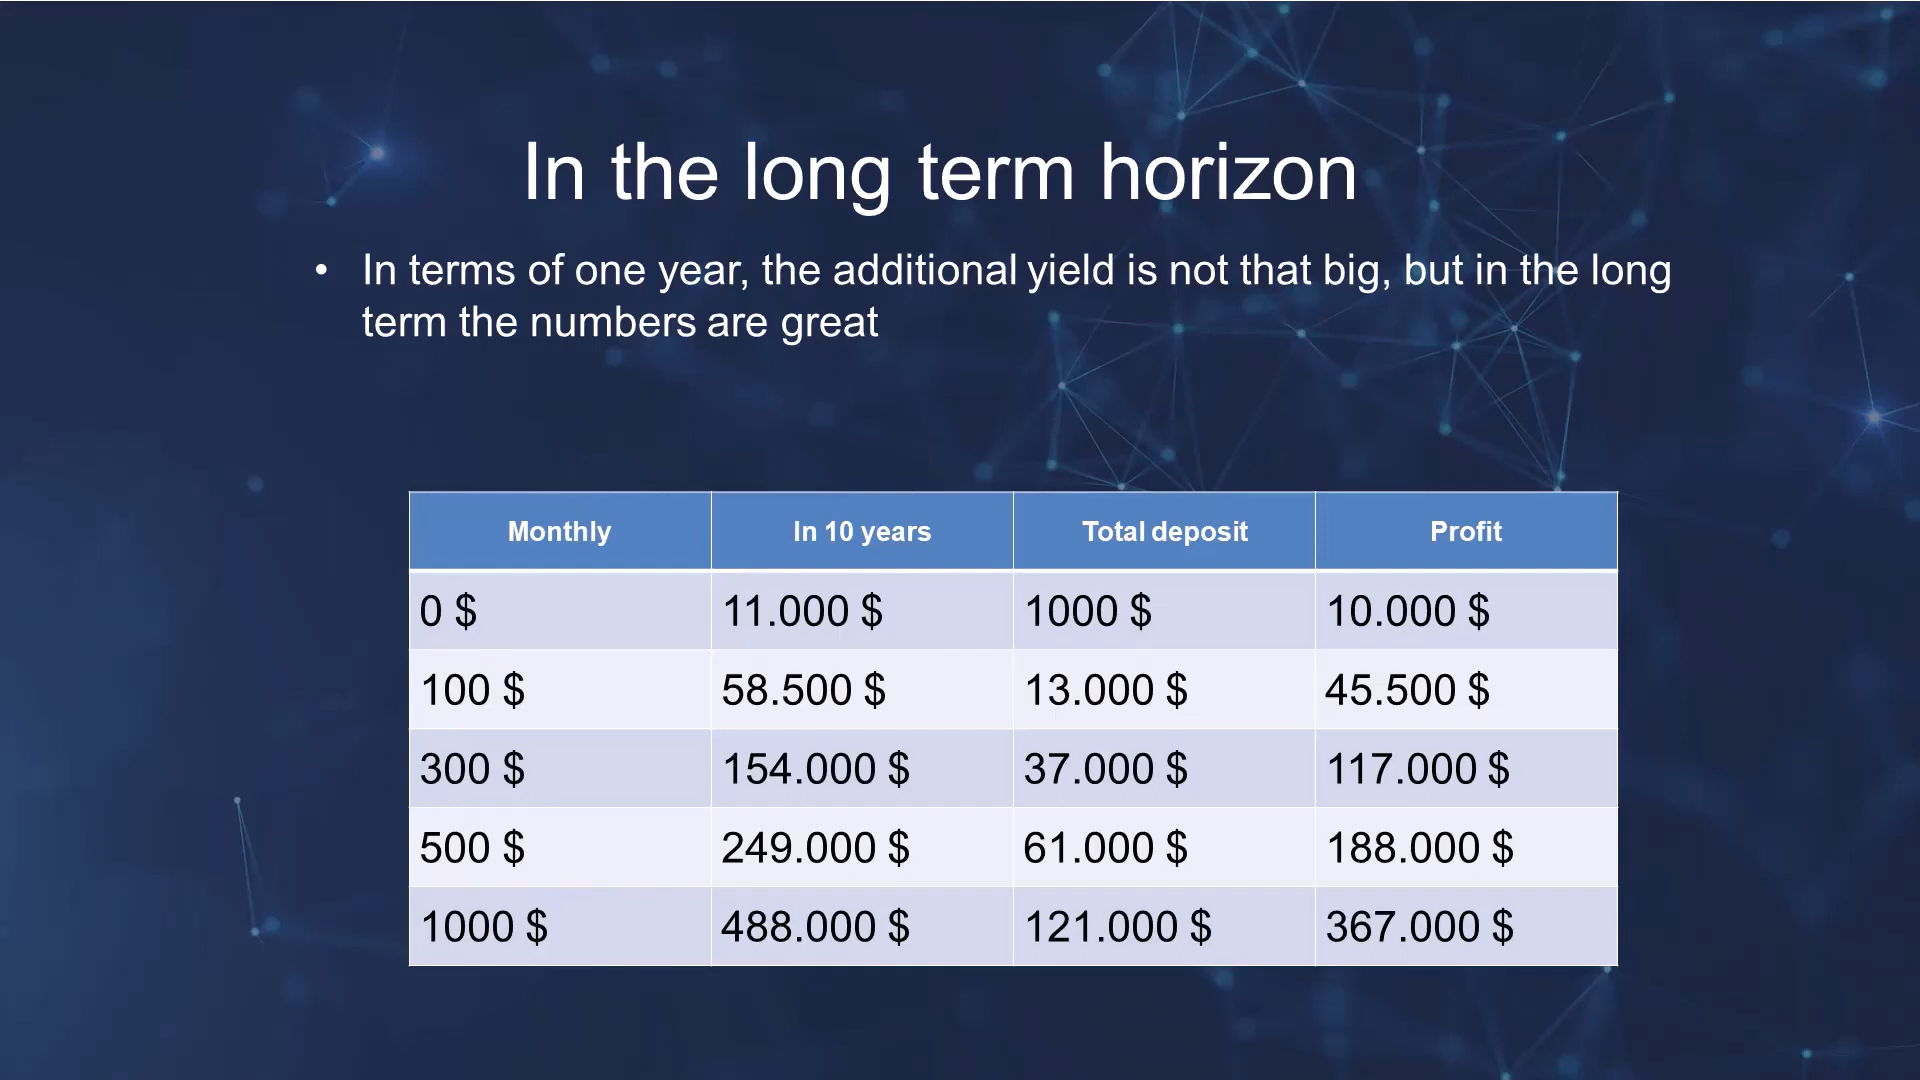 In the long term horizon
• In terms of one year, the additional yield is not that big, but in the long
term the numbers are great
Monthly In 10 years Total deposit Profit
0 $ 11.000 $ 1000 $ 10.000 $
100 $ 58.500 $ 13.000 $ 45.500 $
300 $ 154.000 $ 37.000 $ 117.000 $
500 $ 249.000 $ 61.000 $ 188.000 $
1000 $ 488.000 $ 121.000 $ 367.000 $